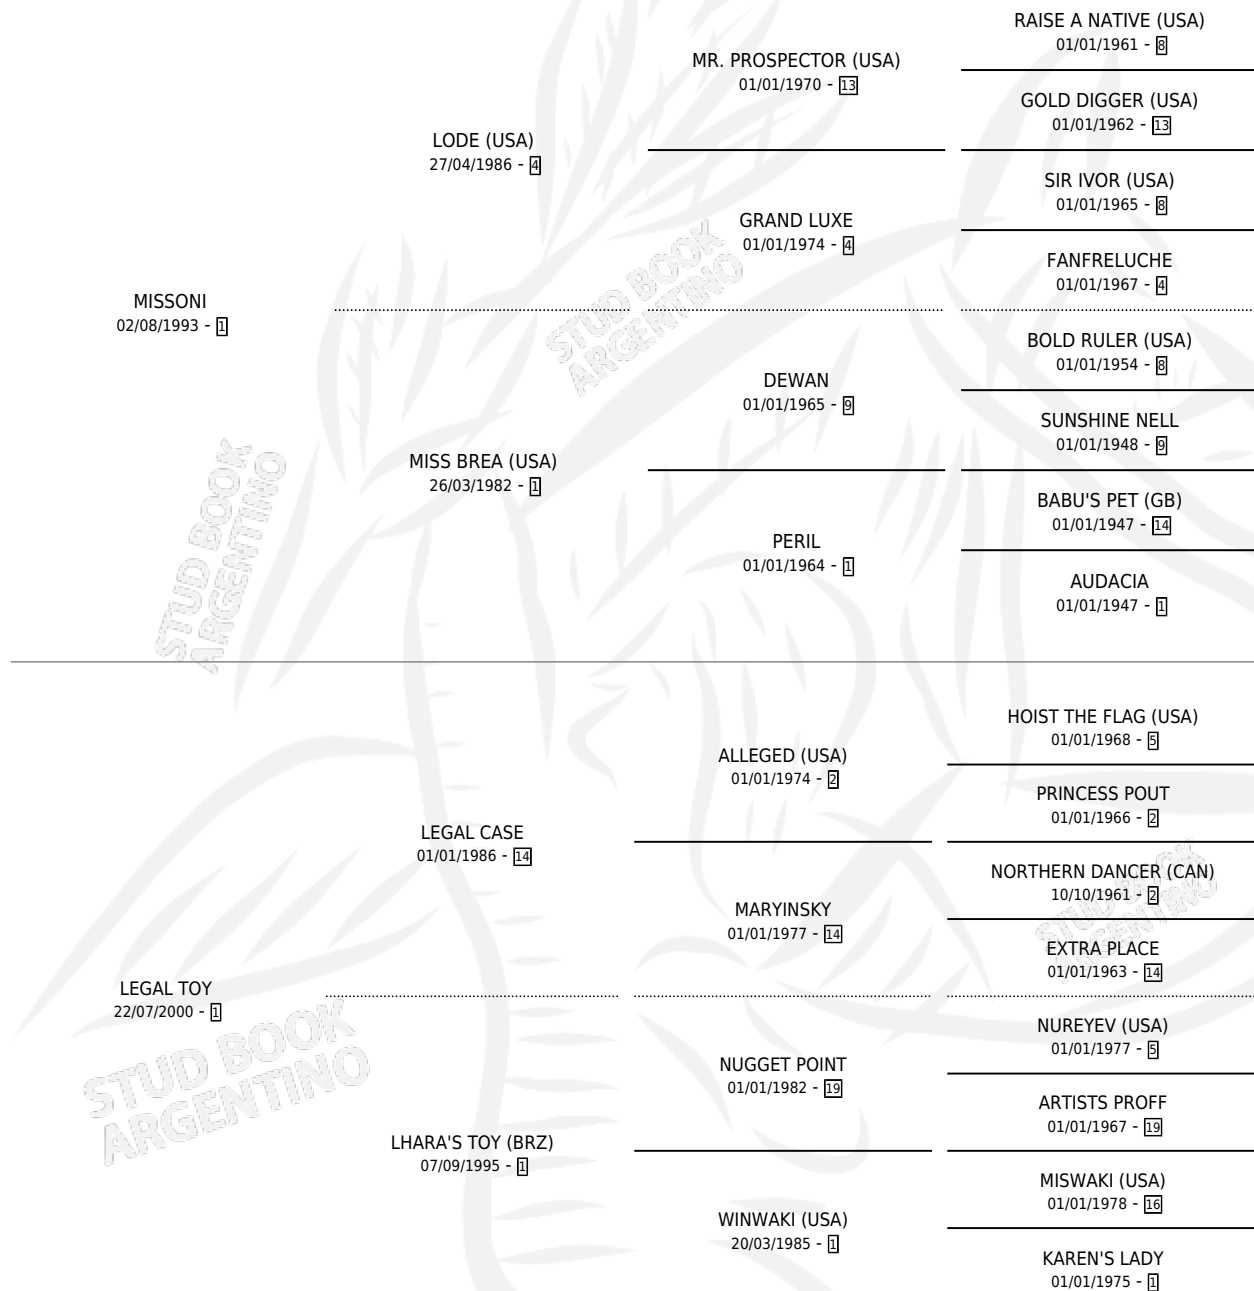 RAISE A NATIVE (USA)
01/01/1961 - 8
MR. PROSPECTOR (USA)
01/01/1970 - 13
GOLD DIGGER (USA)
01/01/1962 - 13
LODE (USA)
27/04/1986 - 4
SIR IVOR (USA)
01/01/1965 - 8
GRAND LUXE
01/01/1974 - 4
FANFRELUCHE
01/01/1967 - 4
MISSONI
02/08/1993 - 1
STUD BOOK
ARGENTINO
BOLD RULER (USA)
01/01/1954 - 8
DEWAN
01/01/1965 - 9
SUNSHINE NELL
01/01/1948 - 9
MISS BREA (USA)
26/03/1982 - 1
BABU'S PET (GB)
01/01/1947 - 14
PERIL
01/01/1964 - 1
AUDACIA
01/01/1947 - 1
STUD BOOK
ARGENTINO
HOIST THE FLAG (USA)
01/01/1968 - 5
ALLEGED (USA)
01/01/1974 - 2
PRINCESS POUT
01/01/1966 - 2
LEGAL CASE
01/01/1986 - 14
NORTHERN DANCER (CAN)
10/10/1961 - 2
MARYINSKY
01/01/1977 - 14
EXTRA PLACE
01/01/1963 - 14
STUD BOOK
ARGENTINO
LEGAL TOY
22/07/2000 - 1
NUREYEV (USA)
01/01/1977 - 5
NUGGET POINT
01/01/1982 - 19
ARTISTS PROFF
01/01/1967 - 19
STUD BOOK
ARGENTINO
LHARA'S TOY (BRZ)
07/09/1995 - 1
MISWAKI (USA)
01/01/1978 - 16
WINWAKI (USA)
20/03/1985 - 1
KAREN'S LADY
01/01/1975 - 1